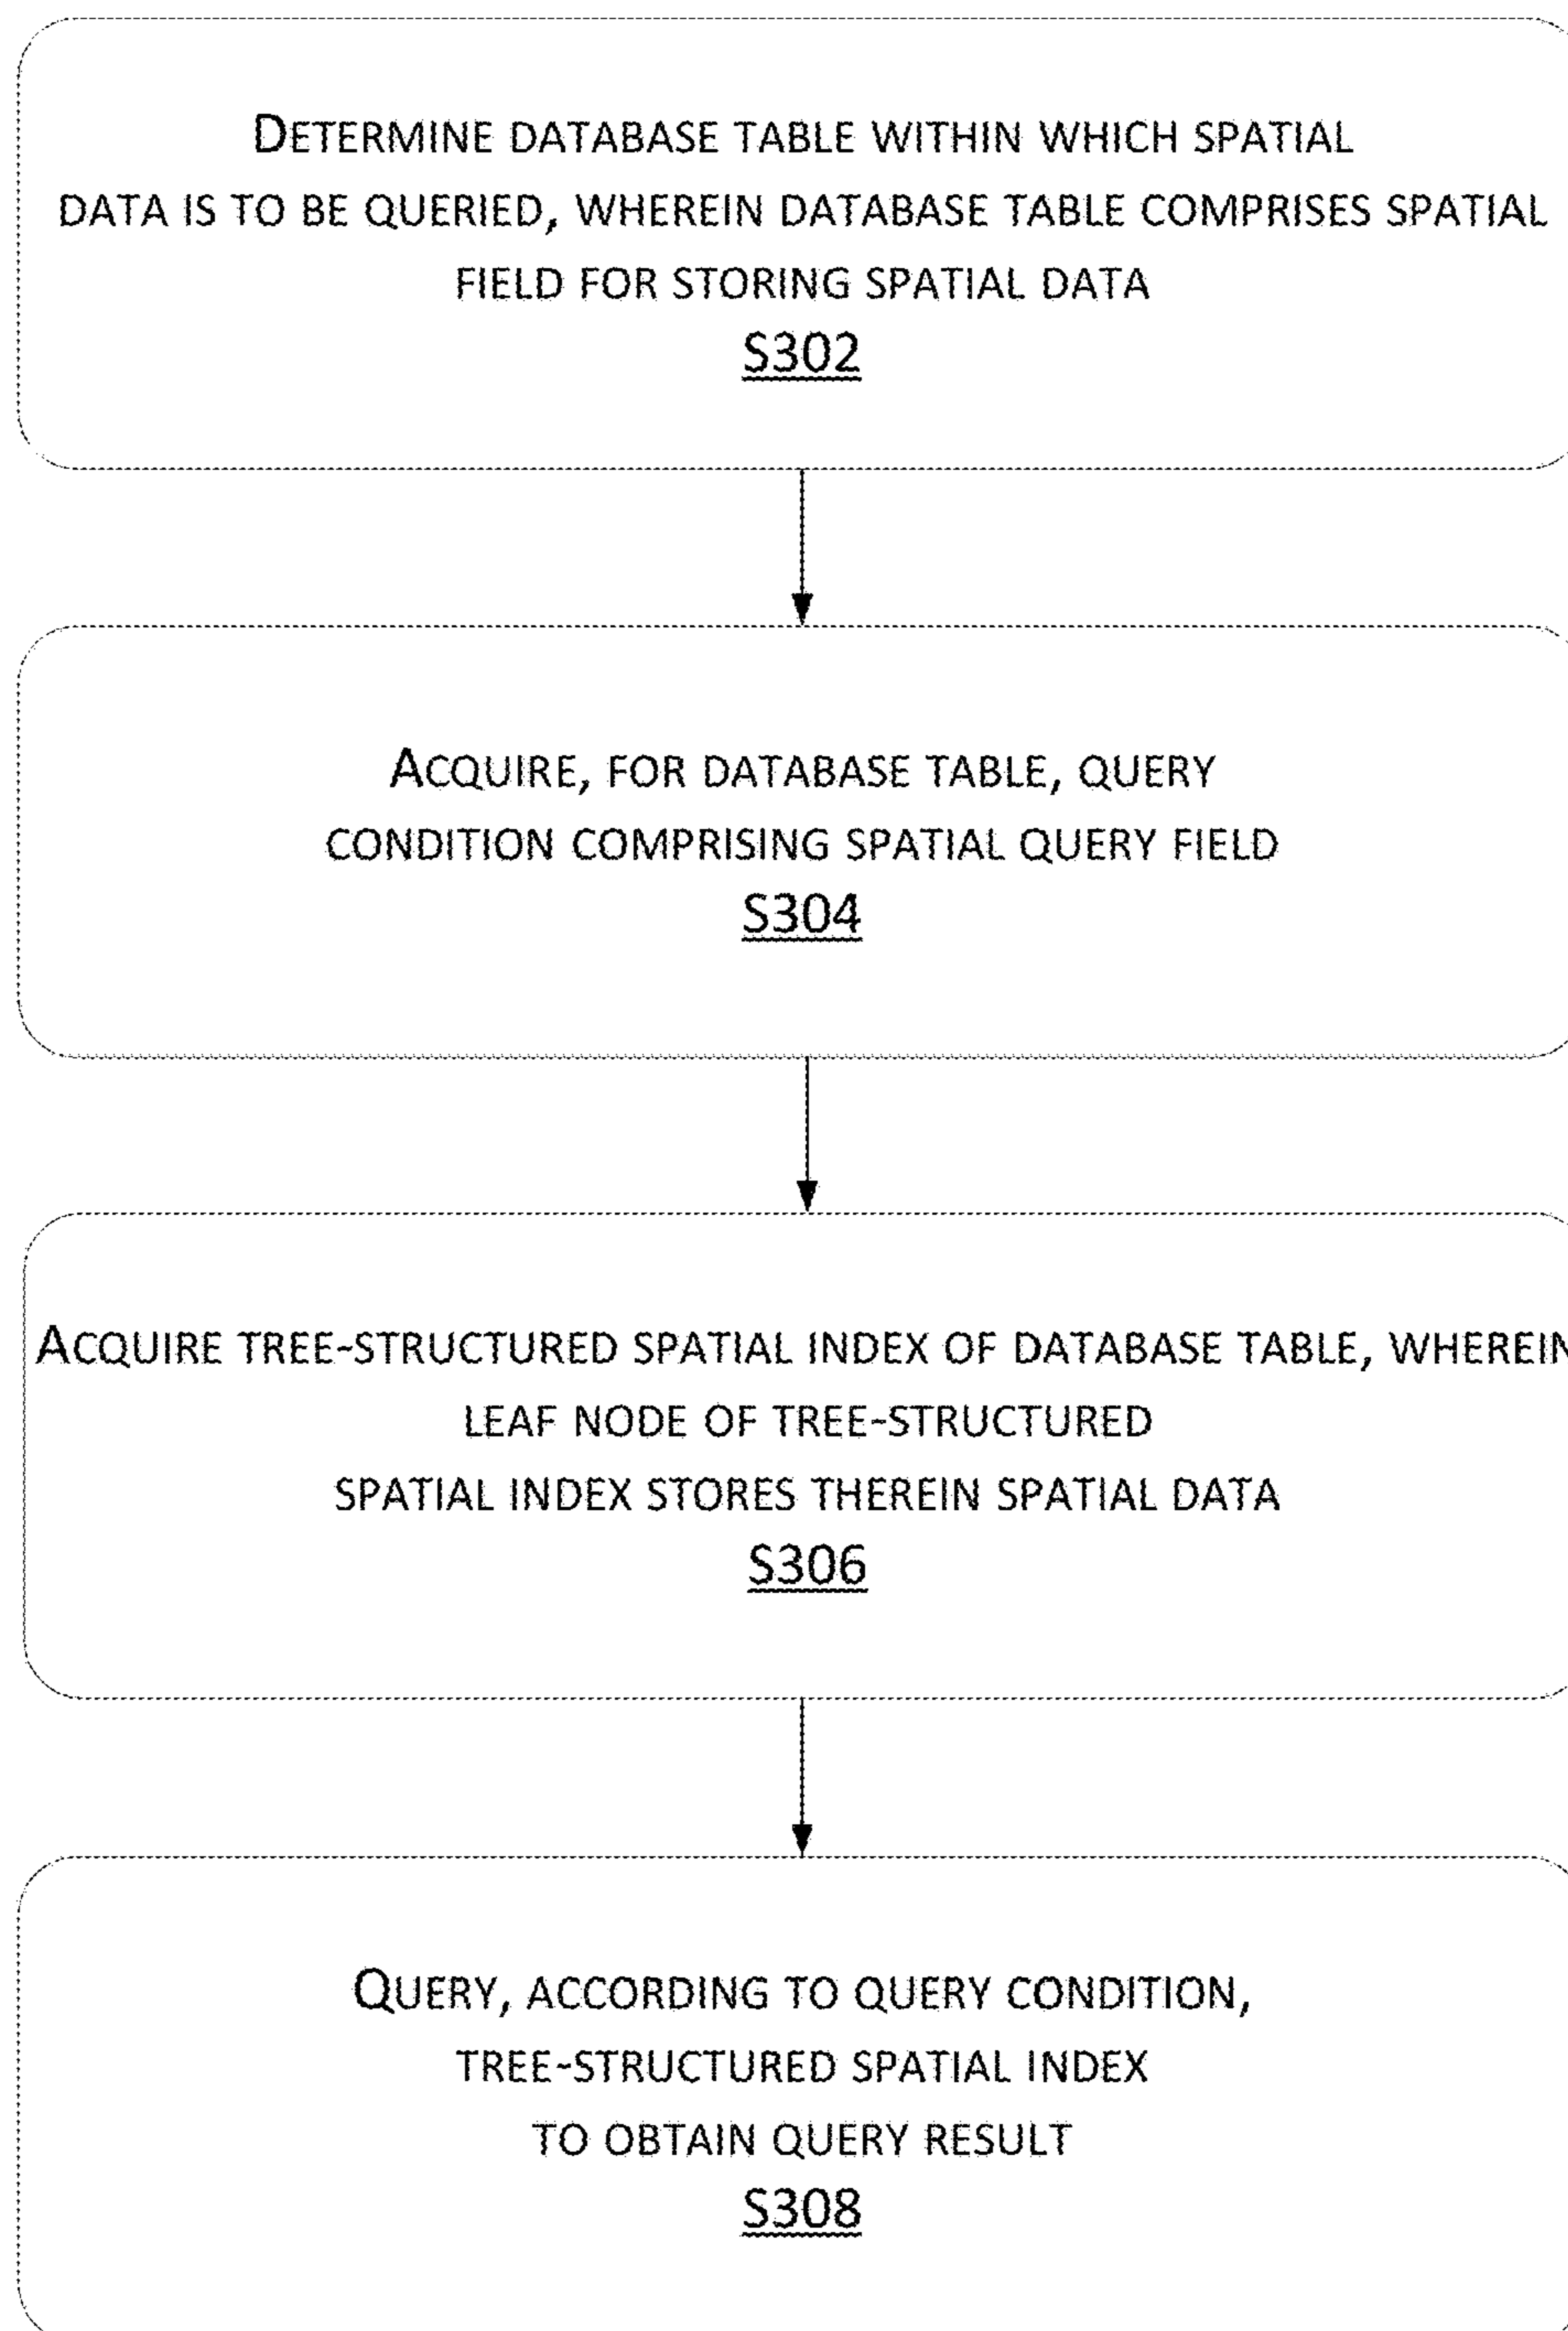 DETERMINE DATABASE TABLE WITHIN WHICH SPATIAL
DATA IS TO BE QUERIED, WHEREIN DATABASE TABLE COMPRISES SPATIAL
FIELD FOR STORING SPATIAL DATA
S302
ACQUIRE, FOR DATABASE TABLE, QUERY
CONDITION COMPRISING SPATIAL QUERY FIELD
S304
ACQUIRE TREE-STRUCTURED SPATIAL INDEX OF DATABASE TABLE, WHEREIN
LEAF NODE OF TREE-STRUCTURED
SPATIAL INDEX STORES THEREIN SPATIAL DATA
S306
QUERY, ACCORDING TO QUERY CONDITION,
TREE-STRUCTURED SPATIAL INDEX
TO OBTAIN QUERY RESULT
S308